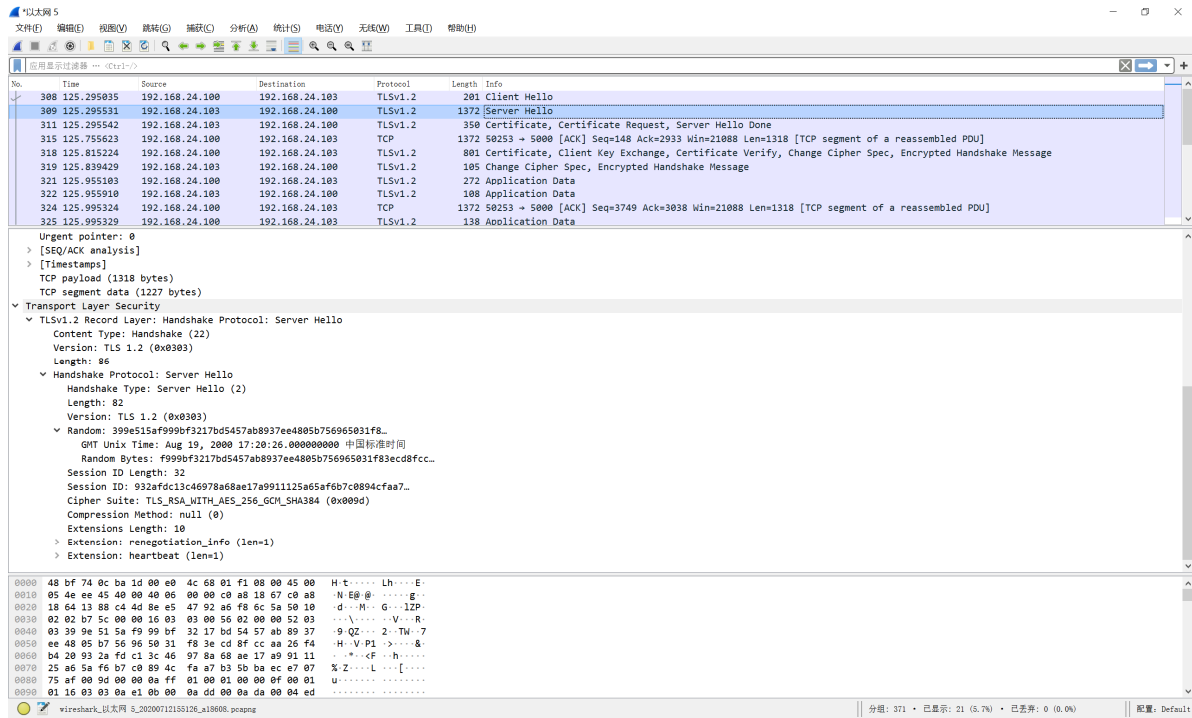 *以太网 5
文件(F) 编辑(E) 视图(V) 跳转(G) 捕获(C) 分析(A) 统计(S) 电话(Y) 无线(W) 工具(T) 帮助(H)
应用显示过滤器 … <Ctrl-/>
No. Time Source Destination Protocol Length Info
308 125.295035 192.168.24.100 192.168.24.103 TLSv1.2 201 Client Hello
309 125.295531 192.168.24.103 192.168.24.100 TLSv1.2 1372 Server Hello
311 125.295542 192.168.24.103 192.168.24.100 TLSv1.2 350 Certificate, Certificate Request, Server Hello Done
315 125.755623 192.168.24.100 192.168.24.103 TCP 1372 50253 → 5000 [ACK] Seq=148 Ack=2933 Win=21088 Len=1318 [TCP segment of a reassembled PDU]
318 125.815224 192.168.24.100 192.168.24.103 TLSv1.2 801 Certificate, Client Key Exchange, Certificate Verify, Change Cipher Spec, Encrypted Handshake Message
319 125.839429 192.168.24.103 192.168.24.100 TLSv1.2 105 Change Cipher Spec, Encrypted Handshake Message
321 125.955103 192.168.24.100 192.168.24.103 TLSv1.2 272 Application Data
322 125.955910 192.168.24.103 192.168.24.100 TLSv1.2 108 Application Data
324 125.995324 192.168.24.100 192.168.24.103 TCP 1372 50253 → 5000 [ACK] Seq=3749 Ack=3038 Win=21088 Len=1318 [TCP segment of a reassembled PDU]
325 125.995329 192.168.24.100 192.168.24.103 TLSv1.2 138 Application Data
Urgent pointer: 0
[SEQ/ACK analysis]
[Timestamps]
TCP payload (1318 bytes)
TCP segment data (1227 bytes)
Transport Layer Security
TLSv1.2 Record Layer: Handshake Protocol: Server Hello
Content Type: Handshake (22)
Version: TLS 1.2 (0x0303)
Length: 86
Handshake Protocol: Server Hello
Handshake Type: Server Hello (2)
Length: 82
Version: TLS 1.2 (0x0303)
Random: 399e515af999bf3217bd5457ab8937ee4805b756965031f8…
GMT Unix Time: Aug 19, 2000 17:20:26.000000000 中国标准时间
Random Bytes: f999bf3217bd5457ab8937ee4805b756965031f83ecd8fcc…
Session ID Length: 32
Session ID: 932afdc13c46978a68ae17a9911125a65af6b7c0894cfaa7…
Cipher Suite: TLS_RSA_WITH_AES_256_GCM_SHA384 (0x009d)
Compression Method: null (0)
Extensions Length: 10
Extension: renegotiation_info (len=1)
Extension: heartbeat (len=1)
0000 48 bf 74 0c ba 1d 00 e0 4c 68 01 f1 08 00 45 00 H·t····· Lh····E·
0010 05 4e ee 45 40 00 40 06 00 00 c0 a8 18 67 c0 a8 ·N·E@·@· ·····g··
0020 18 64 13 88 c4 4d 8e e5 47 92 a6 f8 6c 5a 50 10 ·d···M·· G···lZP·
0030 02 02 b7 5c 00 00 16 03 03 00 56 02 00 00 52 03 ···\···· ··V···R·
0040 03 39 9e 51 5a f9 99 bf 32 17 bd 54 57 ab 89 37 ·9·QZ··· 2··TW··7
0050 ee 48 05 b7 56 96 50 31 f8 3e cd 8f cc aa 26 f4 ·H··V·P1 ·>····&·
0060 b4 20 93 2a fd c1 3c 46 97 8a 68 ae 17 a9 91 11 · ·*··<F ··h·····
0070 25 a6 5a f6 b7 c0 89 4c fa a7 b3 5b ba ec e7 07 %·Z····L ···[····
0080 75 af 00 9d 00 00 0a ff 01 00 01 00 00 0f 00 01 u······· ········
0090 01 16 03 03 0a e1 0b 00 0a dd 00 0a da 00 04 ed ········ ········
wireshark_以太网 5_20200712155126_a18608.pcapng 分组: 371 · 已显示: 21 (5.7%) · 已丢弃: 0 (0.0%) 配置: Default